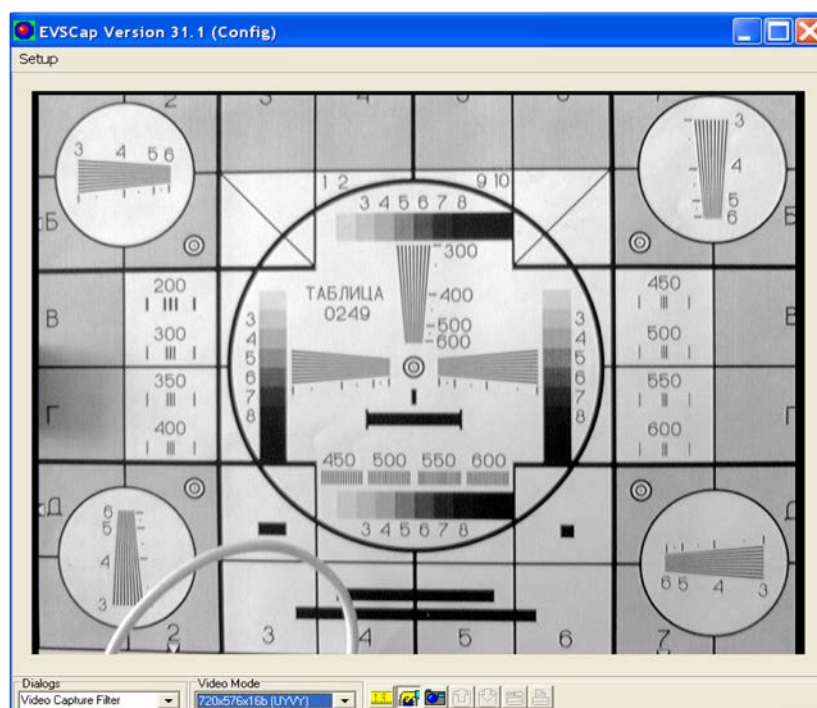 EVSCap Version 31.1 (Config)
Setup
2 3 4 5 6 7
3 4 5 6
3
4
5
6
1 2 9 10
3 4 5 6 7 8
Б Б
300
400
500
600
ТАБЛИЦА
0249
В В
200
300
350
400
3
4
5
6
7
8
3
4
5
6
7
8
450
500
550
600
Г Г
450 500 550 600
3 4 5 6 7 8
Д Д
6
5
4
3
6 5 4 3
2 3 4 5 6 7
Dialogs
Video Capture Filter
Video Mode
720x576x16b (UYVY)